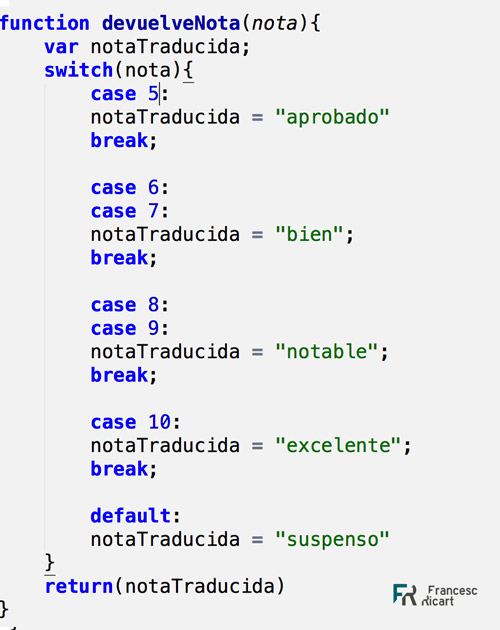 function devuelveNota(nota){
var notaTraducida;
switch(nota){
case 5:
notaTraducida = "aprobado"
break;
case 6:
case 7:
notaTraducida = "bien";
break;
case 8:
case 9:
notaTraducida = "notable";
break;
case 10:
notaTraducida = "excelente";
break;
default:
notaTraducida = "suspenso"
}
return(notaTraducida)
}
FR Francesc
Ricart